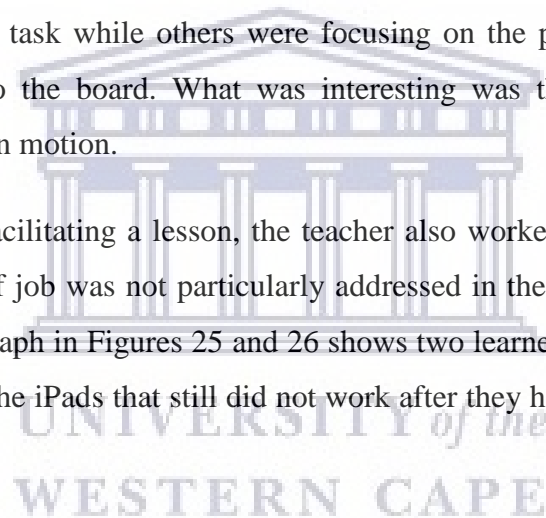 task while others were focusing on the p
the board. What was interesting was t
n motion.
acilitating a lesson, the teacher also worke
f job was not particularly addressed in the
aph in Figures 25 and 26 shows two learne
he iPads that still did not work after they h
UNIVERSITY of the
WESTERN CAPE